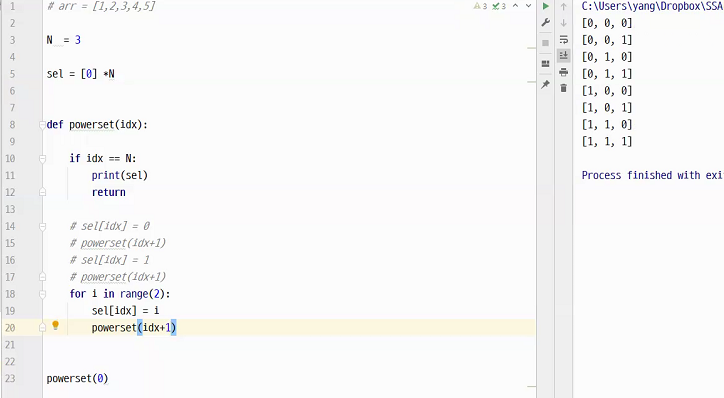 1 # arr = [1,2,3,4,5]
2
3 N = 3
4
5 sel = [0] *N
6
7
8 def powerset(idx):
9
10 if idx == N:
11 print(sel)
12 return
13
14 # sel[idx] = 0
15 # powerset(idx+1)
16 # sel[idx] = 1
17 # powerset(idx+1)
18 for i in range(2):
19 sel[idx] = i
20 powerset(idx+1)
21
22
23 powerset(0)
3 3
C:\Users\yang\Dropbox\SSA
[0, 0, 0]
[0, 0, 1]
[0, 1, 0]
[0, 1, 1]
[1, 0, 0]
[1, 0, 1]
[1, 1, 0]
[1, 1, 1]
Process finished with exi